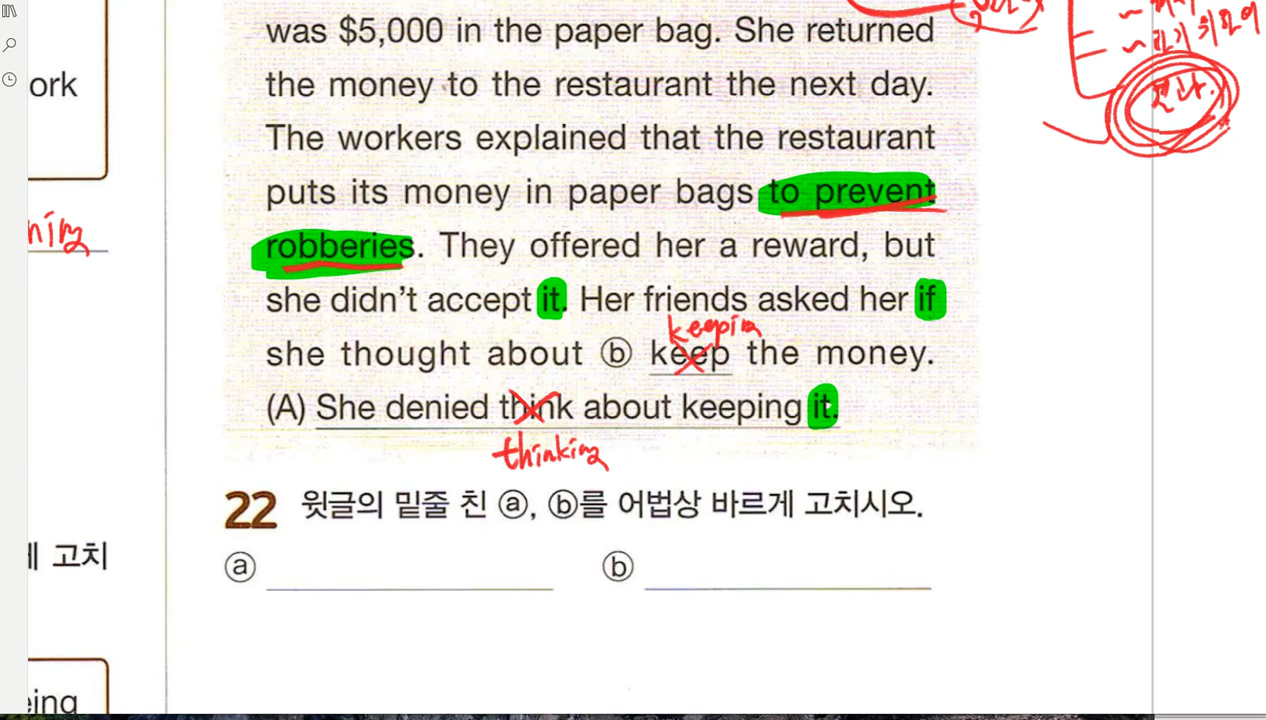 was $5,000 in the paper bag. She returned
ork
the money to the restaurant the next day.
The workers explained that the restaurant
puts its money in paper bags to prevent
robberies. They offered her a reward, but
she didn't accept it. Her friends asked her if
keepin
she thought about ⓑ keep the money.
(A) She denied think about keeping it.
thinking
22 윗글의 밑줄 친 ⓐ, ⓑ를 어법상 바르게 고치시오.
고치
ⓐ ⓑ
eing